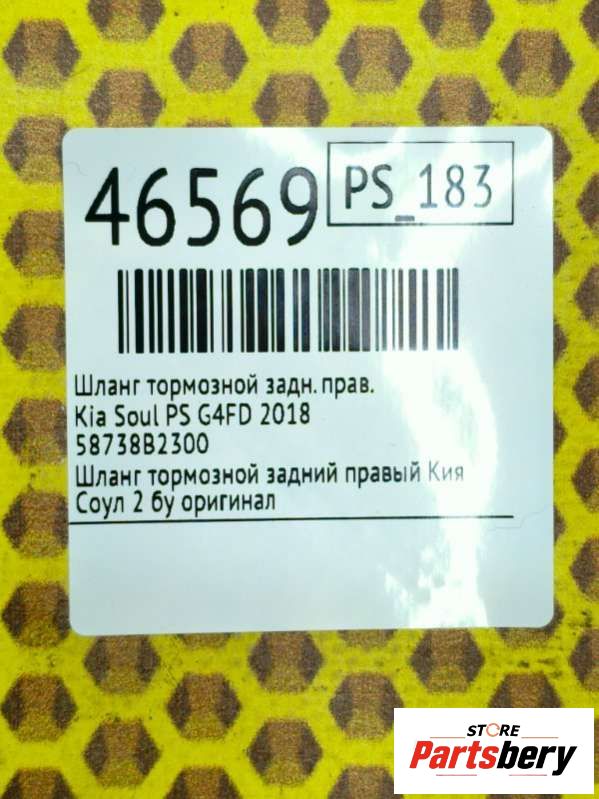 46569
PS_183
Шланг тормозной задн. прав.
Kia Soul PS G4FD 2018
58738B2300
Шланг тормозной задний правый Кия
Соул 2 бу оригинал
STORE
Partsbery